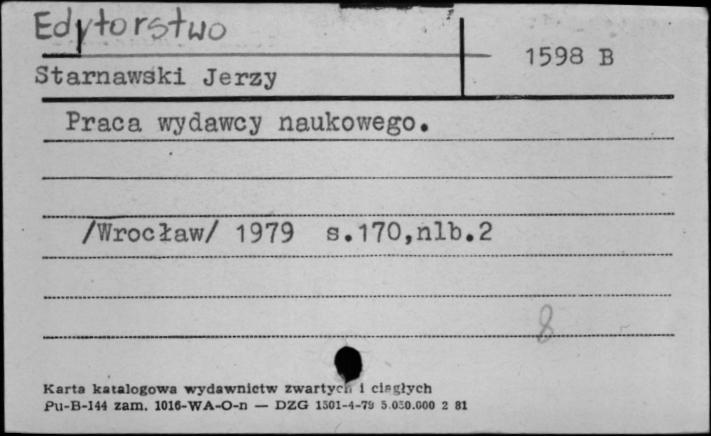 Edytorstwo
1598 B
Starnawski Jerzy
Praca wydawcy naukowego.
/Wrocław/ 1979 s.170,nlb.2
8
Karta katalogowa wydawnictw zwartych i ciągłych
Pu-B-144 zam. 1016-WA-O-n — DZG 1501-4-79 5.050.000 2 81